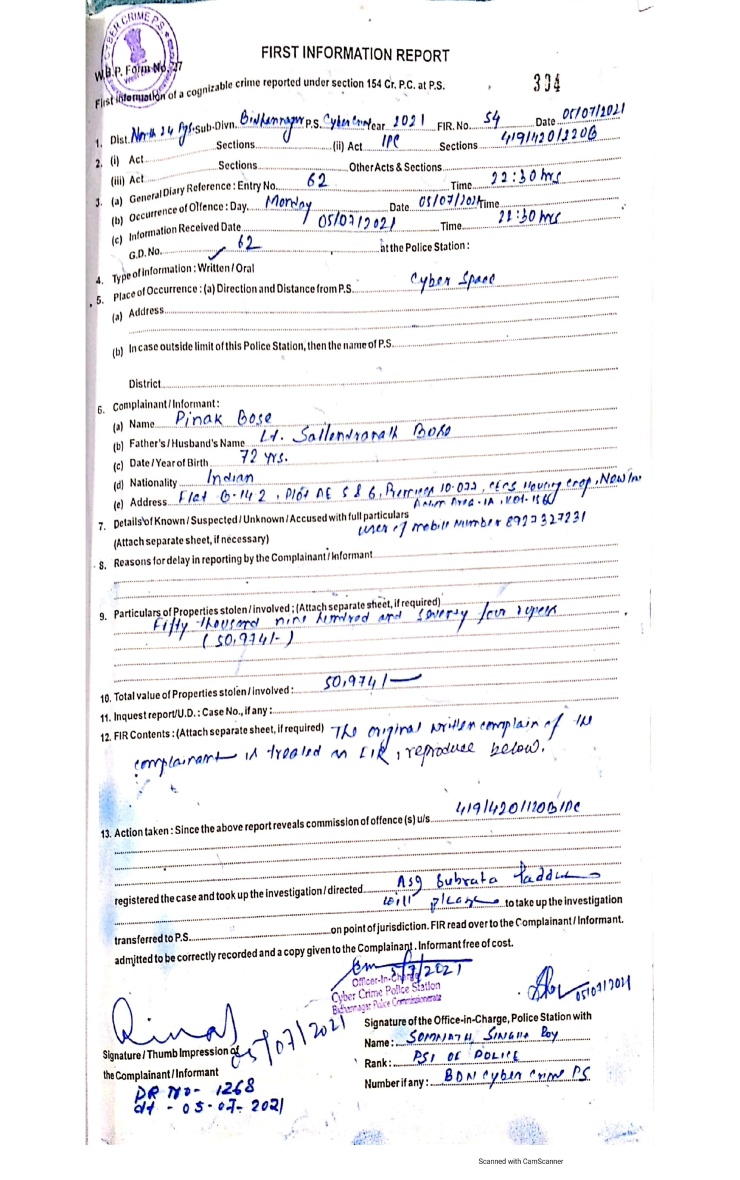 CYBER CRIME P.S.
FIRST INFORMATION REPORT
W.B.P. Form No. 27
334
First information of a cognizable crime reported under section 154 Cr. P.C. at P.S.
1. Dist. North 24 Pgs. Sub-Divn. Bidhannagar P.S. Cyber Crime Year 2021 FIR. No. 54 Date 05/07/2021
2. (i) Act Sections (ii) Act IPC Sections 419/420/120B
(iii) Act Sections Other Acts & Sections
3. (a) General Diary Reference : Entry No. 62 Time 22:30 hrs
(b) Occurrence of Offence : Day. Monday Date 05/07/2021 Time
(c) Information Received Date 05/07/2021 Time 21:30 hrs
G.D. No. 62 at the Police Station :
4. Type of Information : Written / Oral
5. Place of Occurrence : (a) Direction and Distance from P.S. Cyber Space
(a) Address
(b) In case outside limit of this Police Station, then the name of P.S.
District
6. Complainant / Informant :
(a) Name Pinak Bose
(b) Father's / Husband's Name Lt. Sallendranath Bose
(c) Date / Year of Birth 72 yrs.
(d) Nationality Indian
(e) Address Flat G-142, Plot AE 5 & 6, Premises 10-022, Housing Coop, New
Area-1A
7. Details of Known / Suspected / Unknown / Accused with full particulars
(Attach separate sheet, if necessary) user of mobile number 8927327231
8. Reasons for delay in reporting by the Complainant / Informant
9. Particulars of Properties stolen / involved ; (Attach separate sheet, if required)
Fifty thousand nine hundred and seventy four rupees
(50,974/-)
10. Total value of Properties stolen / involved : 50,974/-
11. Inquest report/U.D. : Case No., if any :
12. FIR Contents : (Attach separate sheet, if required) The original written complain of the
complainant is treated as FIR, reproduce below.
13. Action taken : Since the above report reveals commission of offence (s) u/s. 419/420/120B/IPC
registered the case and took up the investigation / directed ASI Subrata
will please to take up the investigation
transferred to P.S. on point of jurisdiction. FIR read over to the Complainant / Informant.
admitted to be correctly recorded and a copy given to the Complainant. Informant free of cost.
5/7/2021
Officer-In-Charge
Cyber Crime Police Station
Bidhannagar Police Commissionerate
05/07/2021
Pinak
05/07/2021
Signature / Thumb Impression of
the Complainant / Informant
DR No- 1268
dt - 05-07-2021
Signature of the Office-in-Charge, Police Station with
Name : Somnath Singha Roy
Rank : PSI OF POLICE
Number if any : BDN Cyber Crime PS
Scanned with CamScanner